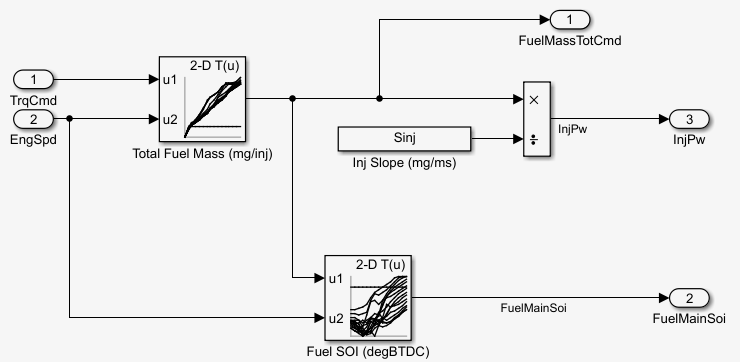 1
FuelMassTotCmd
2-D T(u)
1
u1
TrqCmd
2
u2
EngSpd
Total Fuel Mass (mg/inj)
×
÷
Sinj
Inj Slope (mg/ms)
InjPw
3
InjPw
2-D T(u)
u1
u2
Fuel SOI (degBTDC)
FuelMainSoi
2
FuelMainSoi